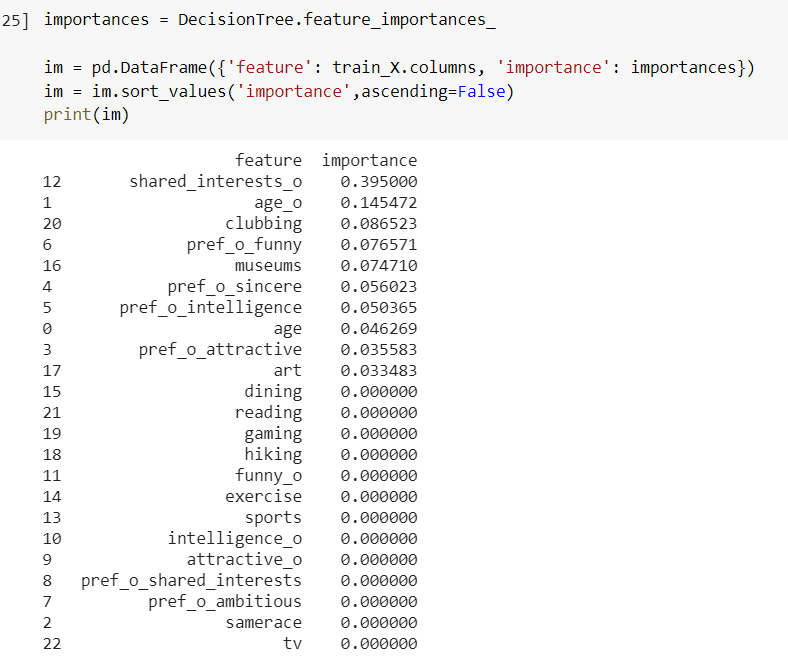 25] importances = DecisionTree.feature_importances_
im = pd.DataFrame({'feature': train_X.columns, 'importance': importances})
im = im.sort_values('importance',ascending=False)
print(im)
feature importance
12 shared_interests_o 0.395000
1 age_o 0.145472
20 clubbing 0.086523
6 pref_o_funny 0.076571
16 museums 0.074710
4 pref_o_sincere 0.056023
5 pref_o_intelligence 0.050365
0 age 0.046269
3 pref_o_attractive 0.035583
17 art 0.033483
15 dining 0.000000
21 reading 0.000000
19 gaming 0.000000
18 hiking 0.000000
11 funny_o 0.000000
14 exercise 0.000000
13 sports 0.000000
10 intelligence_o 0.000000
9 attractive_o 0.000000
8 pref_o_shared_interests 0.000000
7 pref_o_ambitious 0.000000
2 samerace 0.000000
22 tv 0.000000